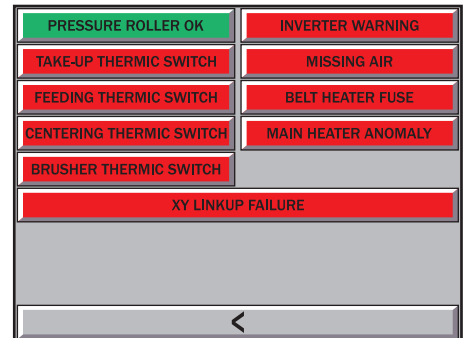 PRESSURE ROLLER OK
INVERTER WARNING
TAKE-UP THERMIC SWITCH
MISSING AIR
FEEDING THERMIC SWITCH
BELT HEATER FUSE
CENTERING THERMIC SWITCH
MAIN HEATER ANOMALY
BRUSHER THERMIC SWITCH
XY LINKUP FAILURE
<